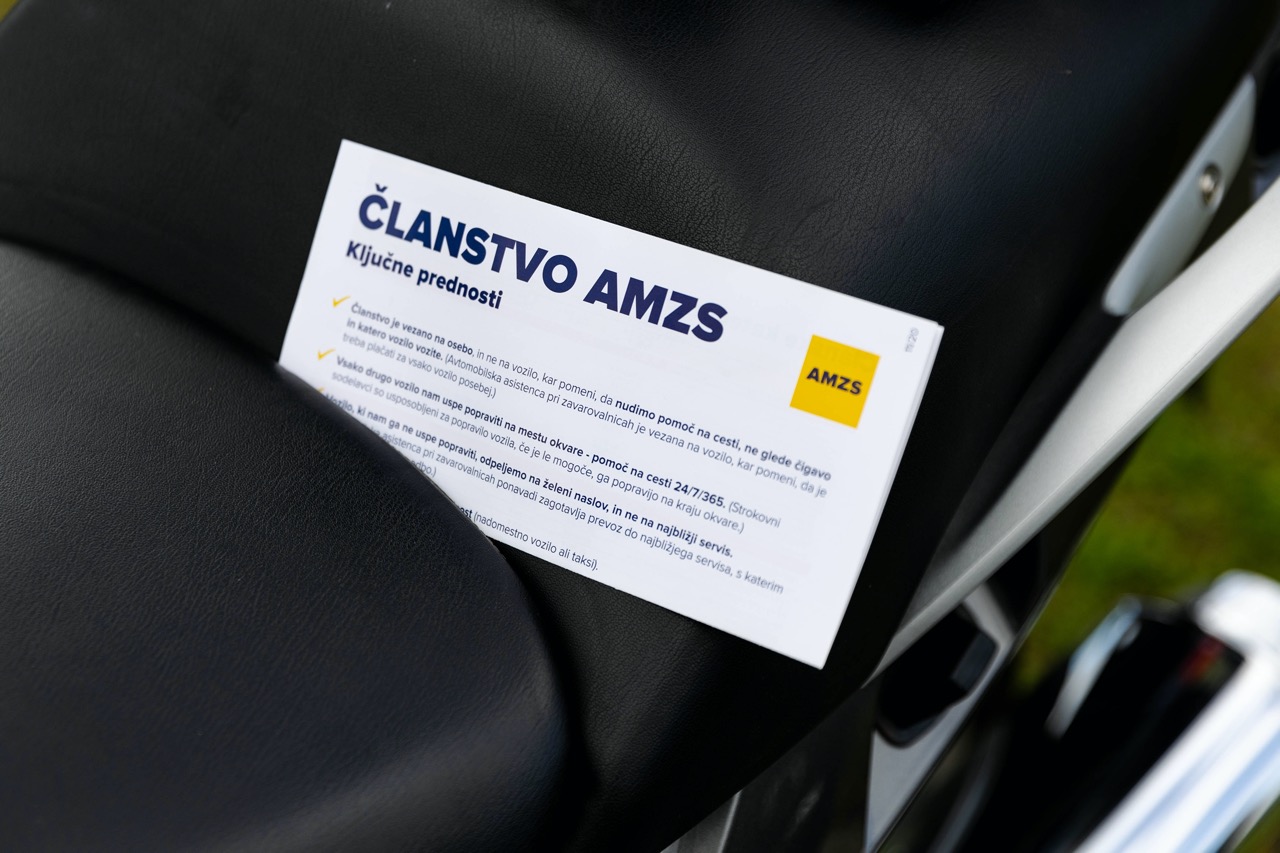 ČLANSTVO AMZS
Ključne prednosti
Članstvo je vezano na osebo, in ne na vozilo, kar pomeni, da nudimo pomoč na cesti, ne glede čigavo
in katero vozilo vozite. (Avtomobilska asistenca pri zavarovalnicah je vezana na vozilo, kar pomeni, da je
treba plačati za vsako vozilo posebej.)
Vsako drugo vozilo nam uspe popraviti na mestu okvare - pomoč na cesti 24/7/365. (Strokovni
sodelavci so usposobljeni za popravilo vozila, če je le mogoče, ga popravijo na kraju okvare.)
Vozilo, ki nam ga ne uspe popraviti, odpeljemo na želeni naslov, in ne na najbližji servis.
asistenca pri zavarovalnicah ponavadi zagotavlja prevoz do najbližjega servisa, s katerim
(nadomestno vozilo ali taksi).
AMZS